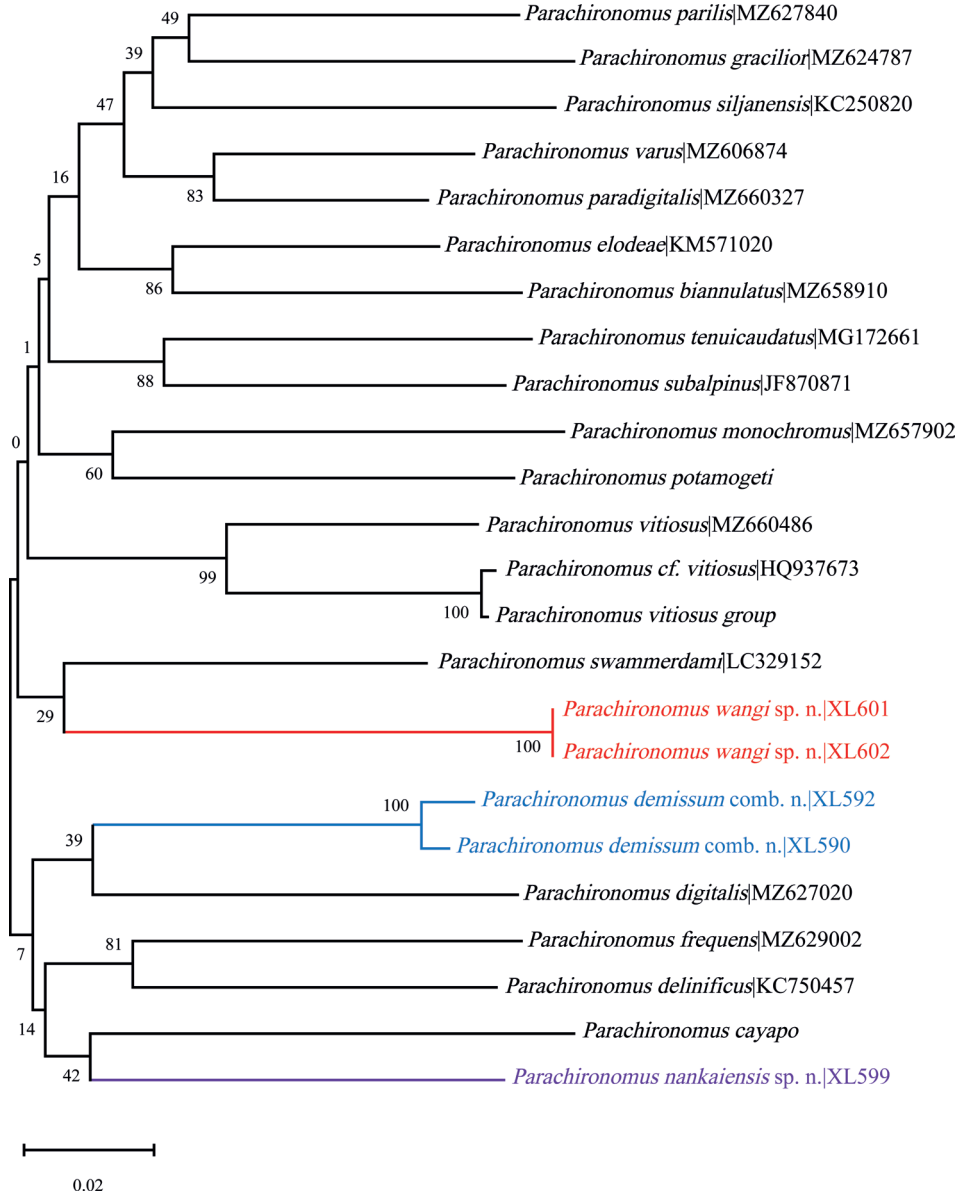 49
Parachironomus parilis|MZ627840
39
Parachironomus gracilior|MZ624787
47
Parachironomus siljanensis|KC250820
Parachironomus varus|MZ606874
16
83
Parachironomus paradigitalis|MZ660327
Parachironomus elodeae|KM571020
5
86
Parachironomus biannulatus|MZ658910
Parachironomus tenuicaudatus|MG172661
1
88
Parachironomus subalpinus|JF870871
Parachironomus monochromus|MZ657902
0
60
Parachironomus potamogeti
Parachironomus vitiosus|MZ660486
99
Parachironomus cf. vitiosus|HQ937673
100
Parachironomus vitiosus group
Parachironomus swammerdami|LC329152
29
Parachironomus wangi sp. n.|XL601
100
Parachironomus wangi sp. n.|XL602
100
Parachironomus demissum comb. n.|XL592
39
Parachironomus demissum comb. n.|XL590
Parachironomus digitalis|MZ627020
7
81
Parachironomus frequens|MZ629002
Parachironomus delinificus|KC750457
14
Parachironomus cayapo
42
Parachironomus nankaiensis sp. n.|XL599
0.02